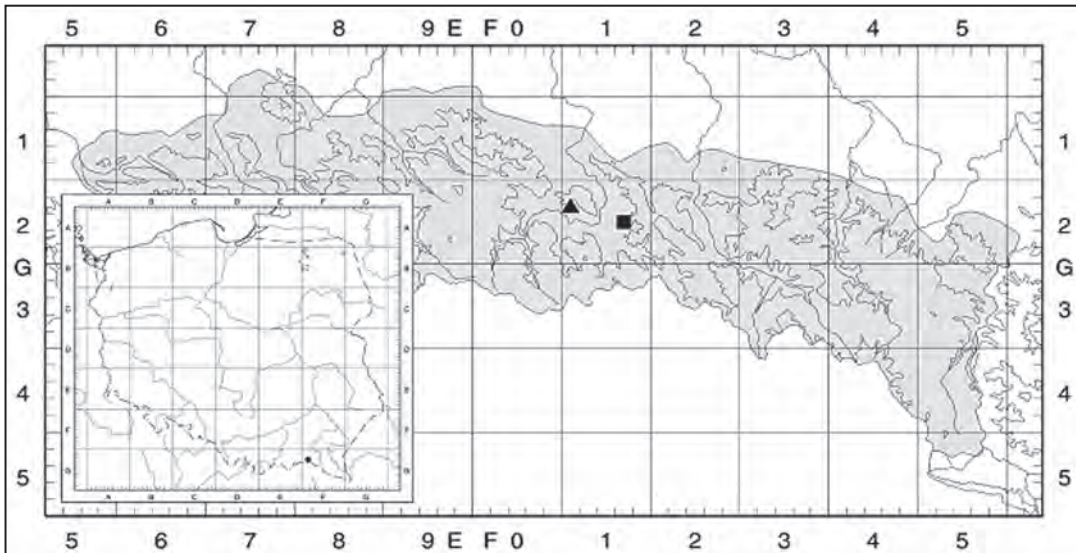 5 6 7 8 9 E F 0 1 2 3 4 5
1 1
2 2
G G
3 3
4 4
5 5
5 6 7 8 9 E F 0 1 2 3 4 5
A B C D E F G
A A
B B
C C
D D
E E
F F
G G
A B C D E F G